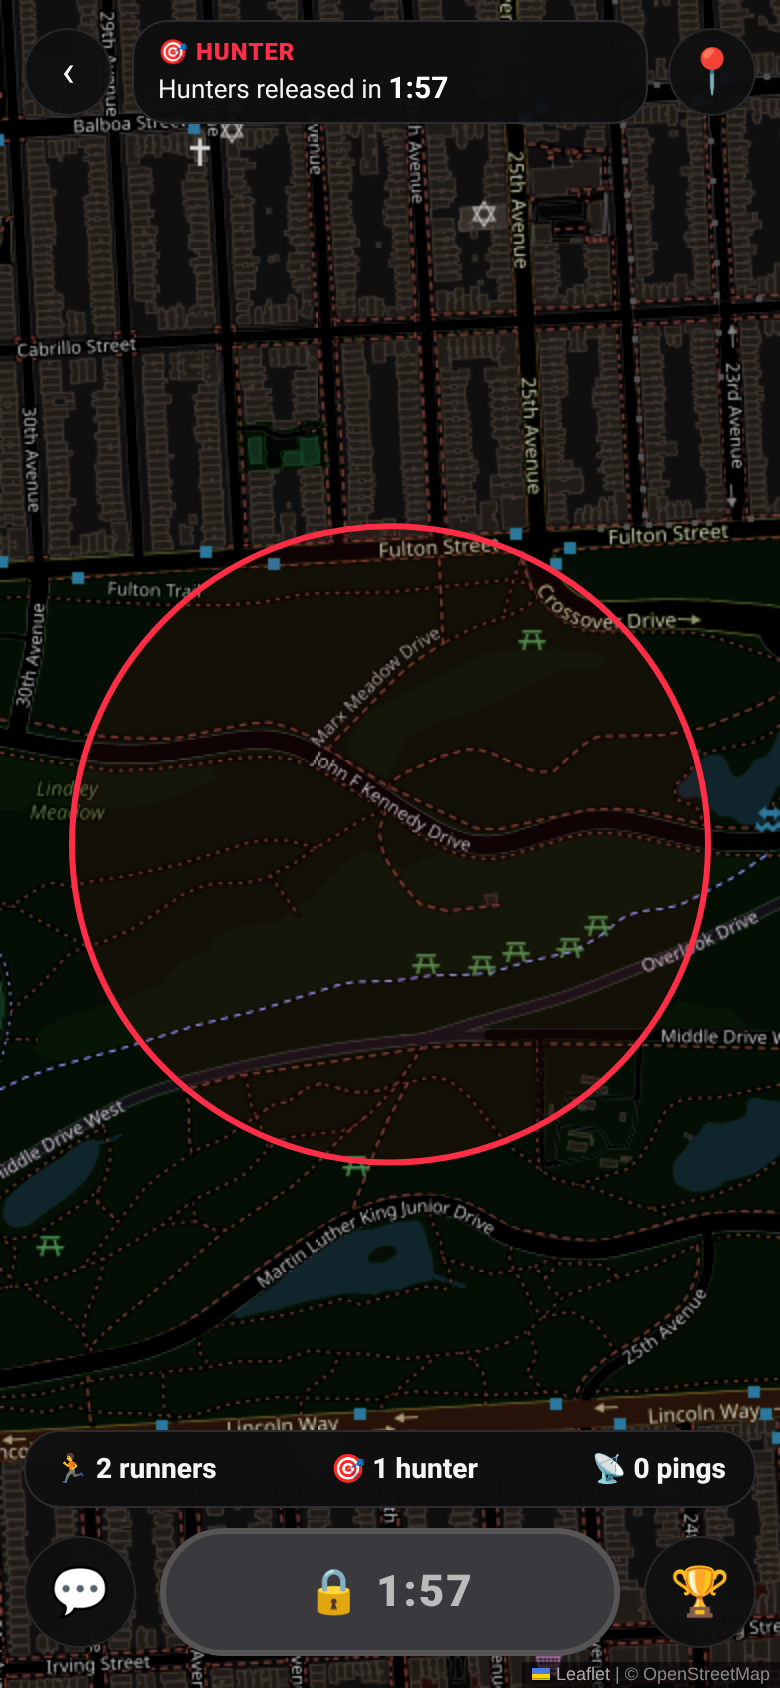 HUNTER
Hunters released in 1:57
29th Avenue
Balboa Street
25th Avenue
Cabrillo Street
30th Avenue
25th Avenue
23rd Avenue
Fulton Street
Fulton Street
Fulton Trail
Crossover Drive
30th Avenue
Marx Meadow Drive
John F Kennedy Drive
Lindley
Meadow
Overlook Drive
Middle Drive W
Middle Drive West
Martin Luther King Junior Drive
25th Avenue
Lincoln Way
Lincoln Way
2 runners
1 hunter
0 pings
1:57
Irving Street
Leaflet | © OpenStreetMap